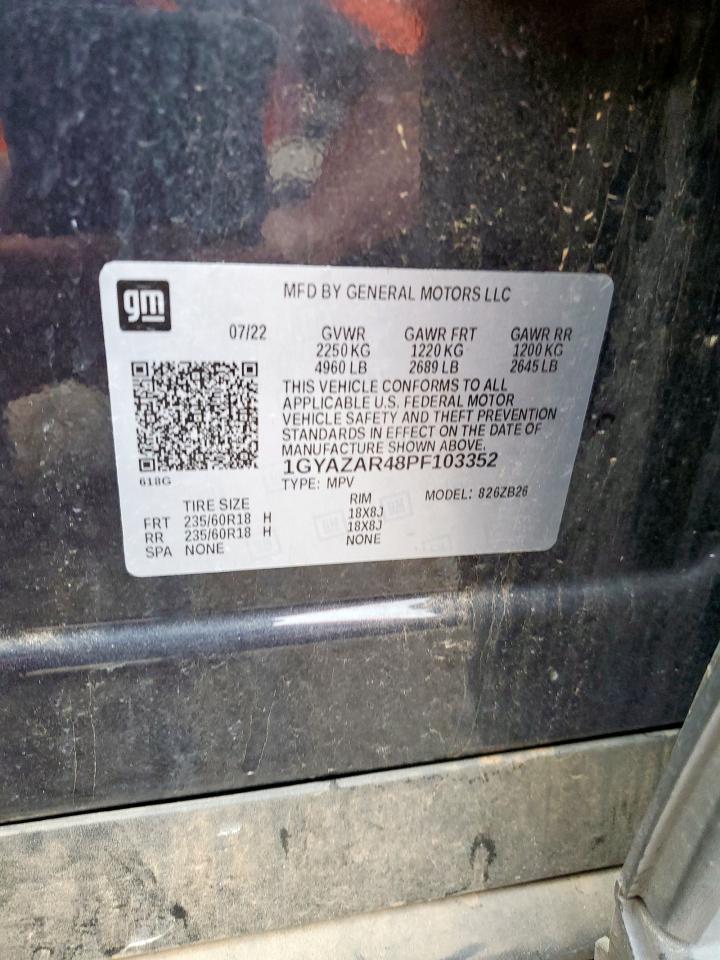 gm
MFD BY GENERAL MOTORS LLC
07/22 GVWR GAWR FRT GAWR RR
2250 KG 1220 KG 1200 KG
4960 LB 2689 LB 2645 LB
THIS VEHICLE CONFORMS TO ALL
APPLICABLE U.S. FEDERAL MOTOR
VEHICLE SAFETY AND THEFT PREVENTION
STANDARDS IN EFFECT ON THE DATE OF
MANUFACTURE SHOWN ABOVE.
1GYAZAR48PF103352
618G
TYPE: MPV MODEL: 826ZB26
TIRE SIZE RIM
FRT 235/60R18 H 18X8J
RR 235/60R18 H 18X8J
SPA NONE NONE